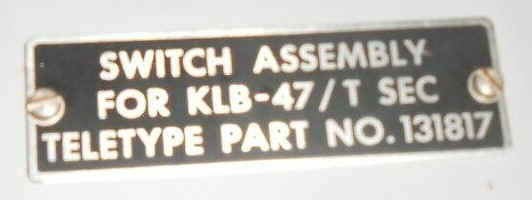 SWITCH ASSEMBLY
FOR KLB-47/T SEC
TELETYPE PART NO. 131817